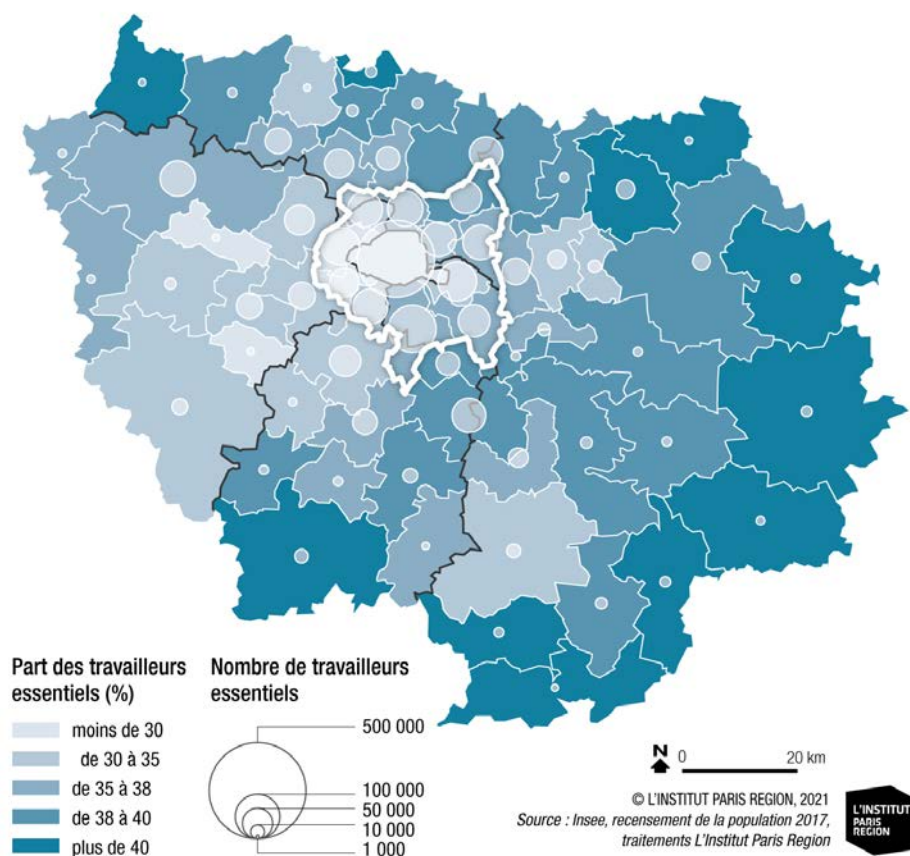 Part des travailleurs
essentiels (%)
moins de 30
de 30 à 35
de 35 à 38
de 38 à 40
plus de 40
Nombre de travailleurs
essentiels
500 000
100 000
50 000
10 000
1 000
N 0 20 km
© L'INSTITUT PARIS REGION, 2021
Source : Insee, recensement de la population 2017,
traitements L'Institut Paris Region
L'INSTITUT
PARIS
REGION